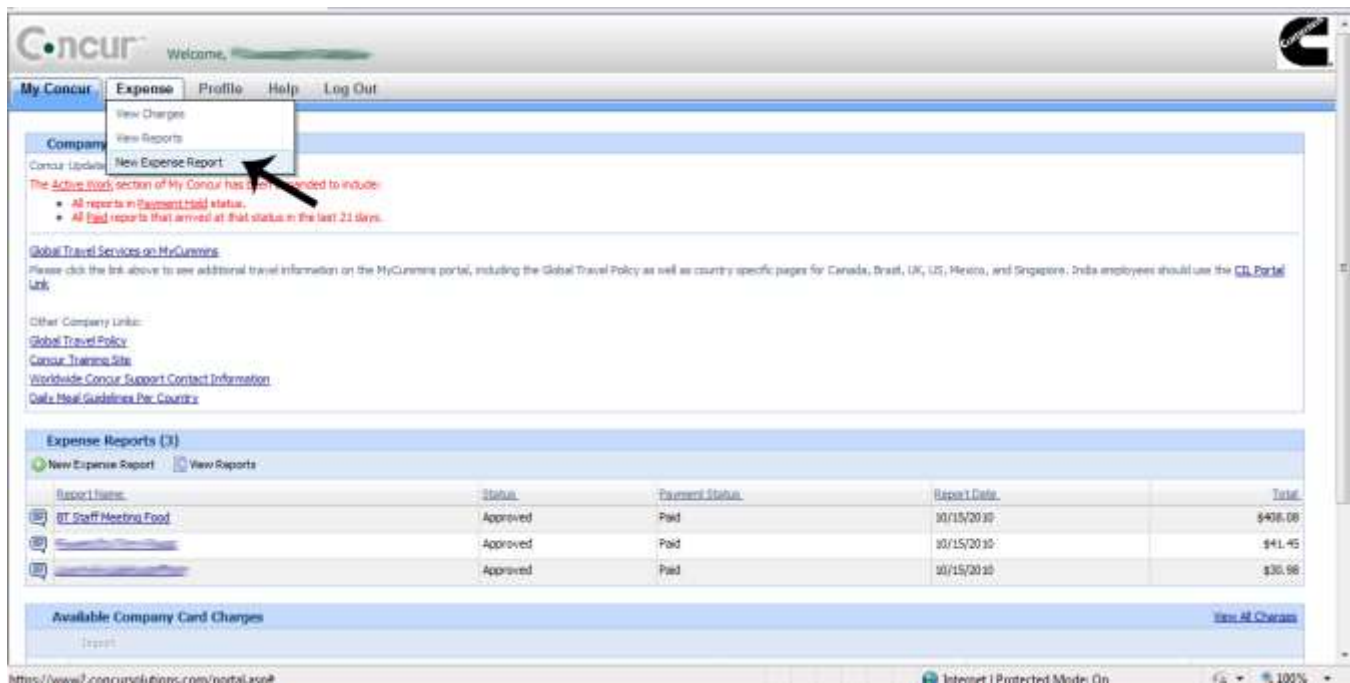 C•ncur Welcome,
Cummins
My Concur Expense Profile Help Log Out
View Charges
View Reports
New Expense Report
Company
Concur Update
The Active Work section of My Concur has been expanded to include:
• All reports in Payment Hold status.
• All Paid reports that arrived at that status in the last 21 days.
Global Travel Services on MyCummins
Please click the link above to see additional travel information on the MyCummins portal, including the Global Travel Policy as well as country specific pages for Canada, Brazil, UK, US, Mexico, and Singapore. India employees should use the CIL Portal
Link
Other Company Links:
Global Travel Policy
Concur Training Site
Worldwide Concur Support Contact Information
Daily Meal Guidelines Per Country
Expense Reports (3)
New Expense Report View Reports
Report Name Status Payment Status Report Date Total
BT Staff Meeting Food Approved Paid 10/15/2010 $408.08
Approved Paid 10/15/2010 $41.45
Approved Paid 10/15/2010 $30.98
Available Company Card Charges View All Charges
Import
https://www2.concursolutions.com/portal.asp# Internet | Protected Mode: On 100%